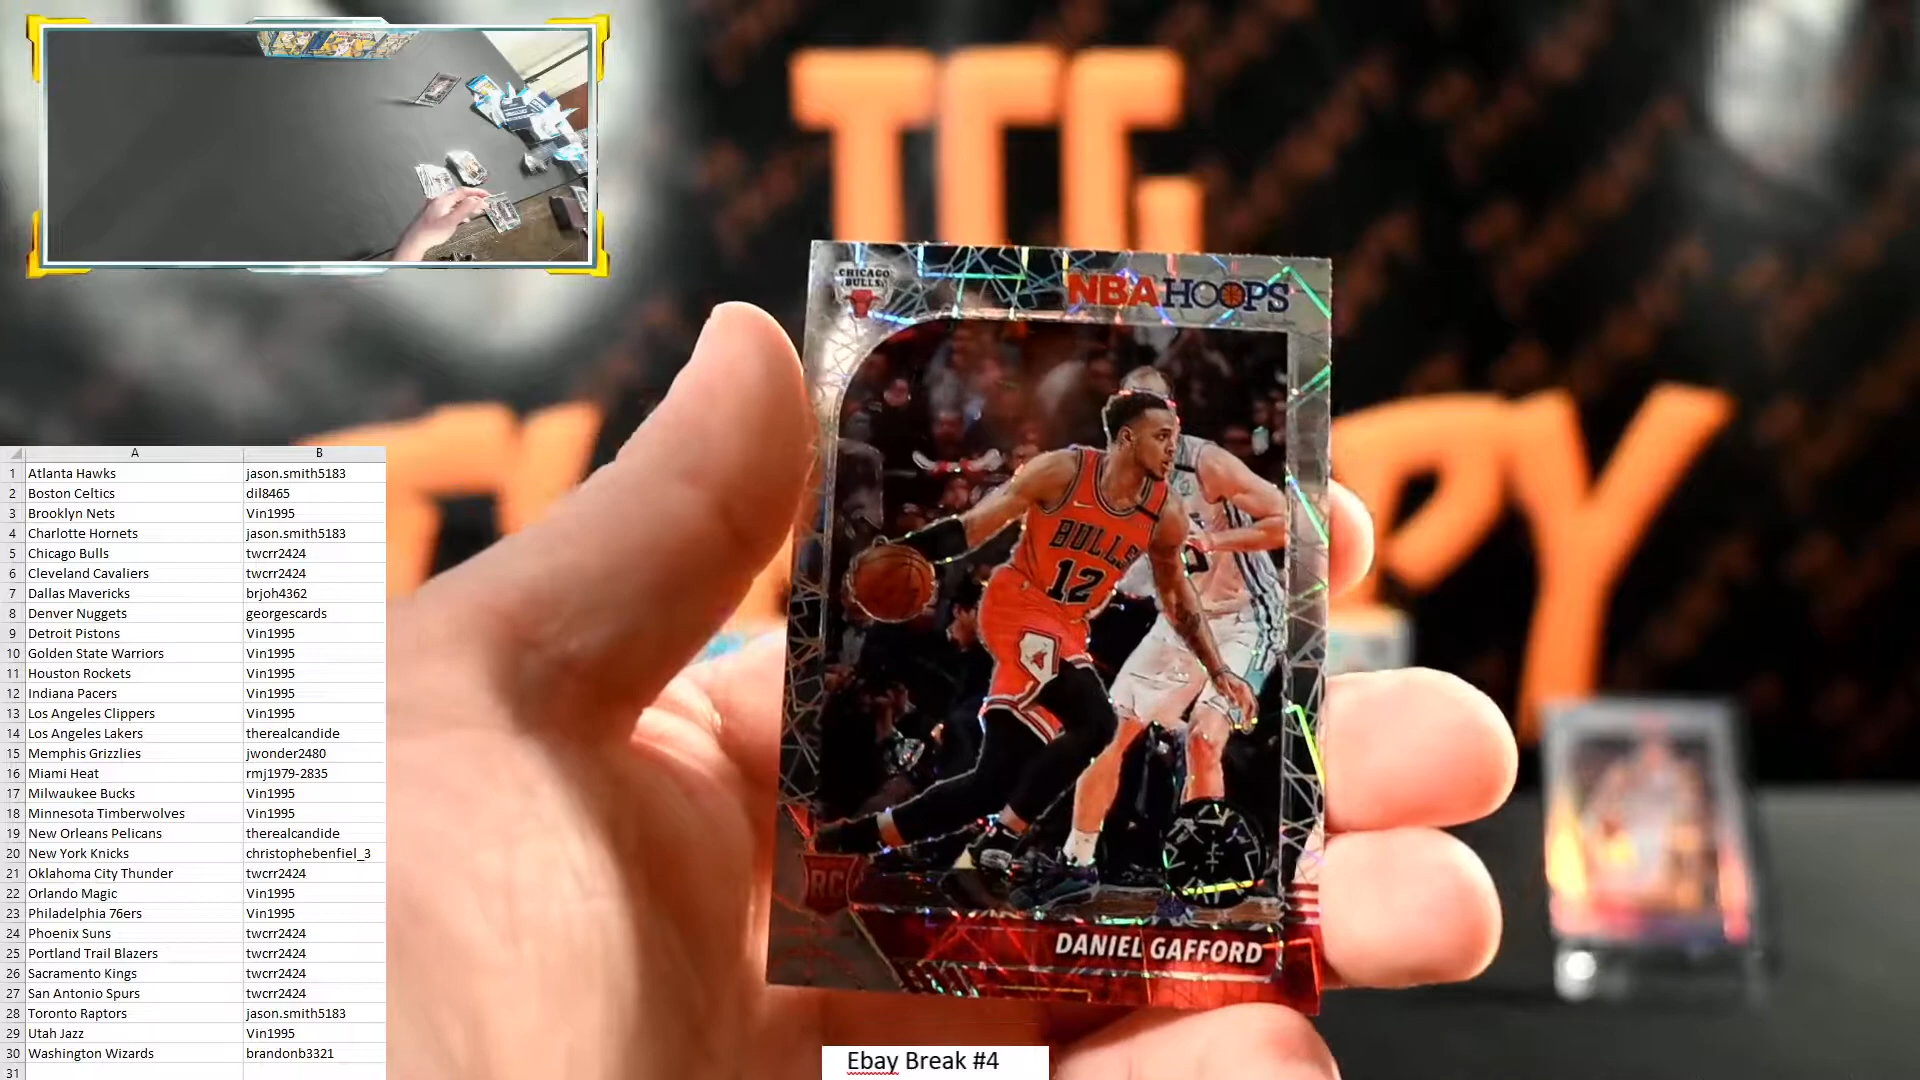 TCG
CHICAGO
BULLS
NBA HOOPS
BULLS
12
RC
DANIEL GAFFORD
A B
1 Atlanta Hawks jason.smith5183
2 Boston Celtics dil8465
3 Brooklyn Nets Vin1995
4 Charlotte Hornets jason.smith5183
5 Chicago Bulls twcrr2424
6 Cleveland Cavaliers twcrr2424
7 Dallas Mavericks brjoh4362
8 Denver Nuggets georgescards
9 Detroit Pistons Vin1995
10 Golden State Warriors Vin1995
11 Houston Rockets Vin1995
12 Indiana Pacers Vin1995
13 Los Angeles Clippers Vin1995
14 Los Angeles Lakers therealcandide
15 Memphis Grizzlies jwonder2480
16 Miami Heat rmj1979-2835
17 Milwaukee Bucks Vin1995
18 Minnesota Timberwolves Vin1995
19 New Orleans Pelicans therealcandide
20 New York Knicks christophebenfiel_3
21 Oklahoma City Thunder twcrr2424
22 Orlando Magic Vin1995
23 Philadelphia 76ers Vin1995
24 Phoenix Suns twcrr2424
25 Portland Trail Blazers twcrr2424
26 Sacramento Kings twcrr2424
27 San Antonio Spurs twcrr2424
28 Toronto Raptors jason.smith5183
29 Utah Jazz Vin1995
30 Washington Wizards brandonb3321
31
Ebay Break #4